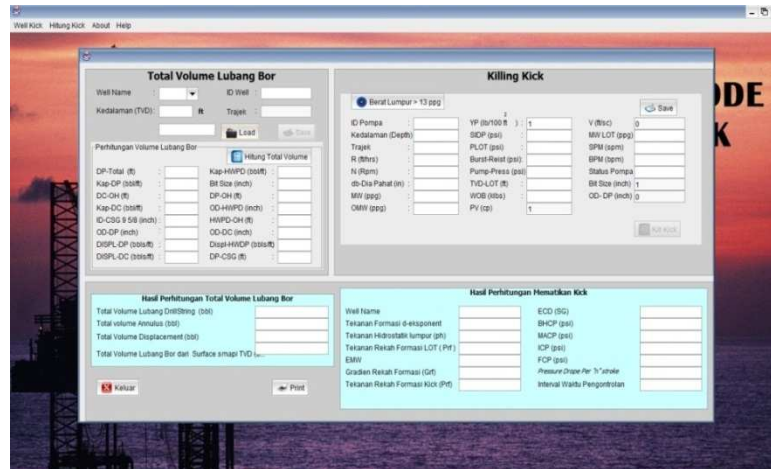 Well Kick Hitung Kick About Help
ODE
K
Total Volume Lubang Bor
Well Name : ID Well :
Kedalaman (TVD): ft Trajek :
Load Save
Perhitungan Volume Lubang Bor
Hitung Total Volume
DP-Total (ft) : Kap-HWPD (bbl/ft) :
Kap-DP (bbl/ft) : Bit Size (inch) :
DC-OH (ft) : DP-OH (ft) :
Kap-DC (bbl/ft) : OD-HWPD (inch) :
ID-CSG 9 5/8 (inch) : HWPD-OH (ft) :
OD-DP (inch) : OD-DC (inch) :
DISPL-DP (bbls/ft) : Displ-HWDP (bbls/ft)
DISPL-DC (bbls/ft) : DP-CSG (ft) :
Killing Kick
Berat Lumpur > 13 ppg
Save
ID Pompa : YP (lb/100 ft ) : 1 V (ft/sc) 0
Kedalaman (Depth) SIDP (psi) : MW LOT (ppg)
Trajek : PLOT (psi) : SPM (spm)
R (ft/hrs) : Burst-Reist (psi) BPM (bpm)
N (Rpm) : Pump-Press (psi) Status Pompa
db-Dia Pahat (in) : TVD-LOT (ft) : Bit Size (inch) 1
MW (ppg) : WOB (klbs) : OD- DP (inch) 0
OMW (ppg) : PV (cp) : 1
Kill Kick
Hasil Perhitungan Total Volume Lubang Bor
Total Volume Lubang DrillString (bbl)
Total volume Annulus (bbl)
Total Volume Displacement (bbl)
Total Volume Lubang Bor dari Surface smapi TVD
Keluar Print
Hasil Perhitungan Mematikan Kick
Well Name ECD (SG)
Tekanan Formasi d-eksponent BHCP (psi)
Tekanan Hidrostatik lumpur (ph) MACP (psi)
Tekanan Rekah Formasi LOT ( Prf ) ICP (psi)
EMW FCP (psi)
Gradien Rekah Formasi (Grf) Pressure Drope Per "n" stroke
Tekanan Rekah Formasi Kick (Prf) Interval Waktu Pengontrolan